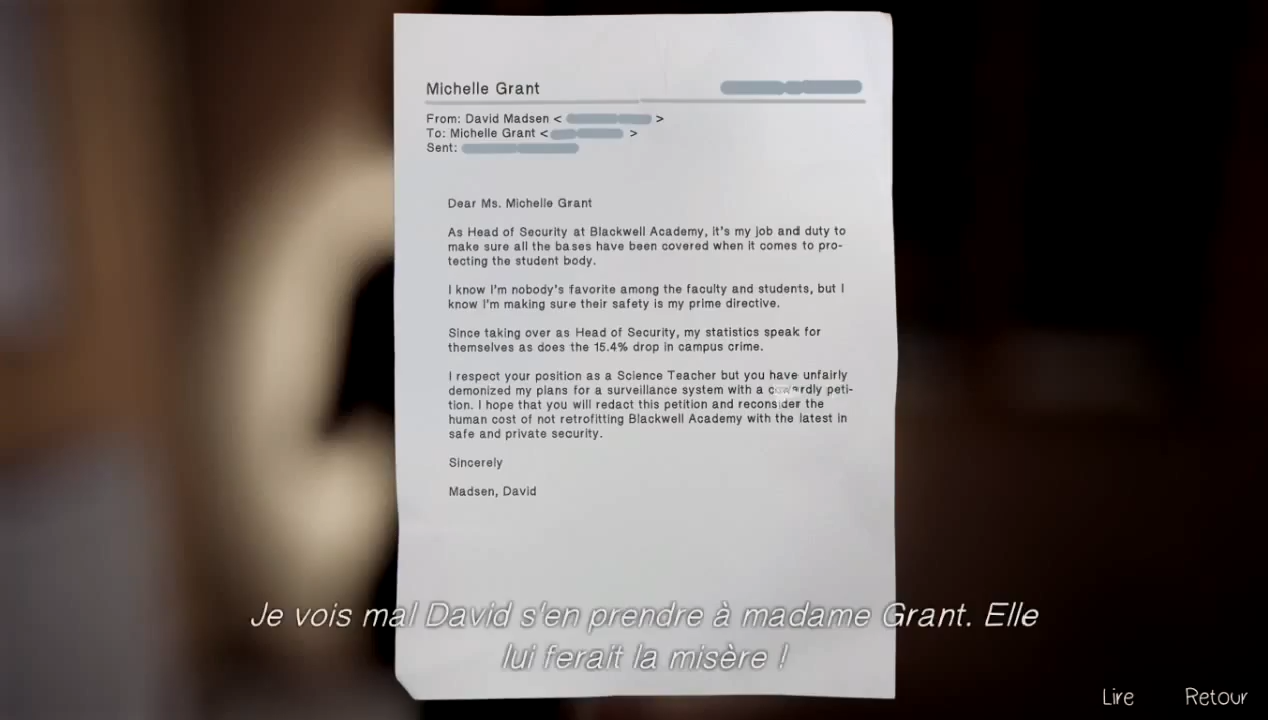 Michelle Grant
From: David Madsen < >
To: Michelle Grant < >
Sent:
Dear Ms. Michelle Grant
As Head of Security at Blackwell Academy, it's my job and duty to
make sure all the bases have been covered when it comes to pro-
tecting the student body.
I know I'm nobody's favorite among the faculty and students, but I
know I'm making sure their safety is my prime directive.
Since taking over as Head of Security, my statistics speak for
themselves as does the 15.4% drop in campus crime.
I respect your position as a Science Teacher but you have unfairly
demonized my plans for a surveillance system with a cowardly peti-
tion. I hope that you will redact this petition and reconsider the
human cost of not retrofitting Blackwell Academy with the latest in
safe and private security.
Sincerely
Madsen, David
Je vois mal David s'en prendre à madame Grant. Elle
lui ferait la misère !
Lire Retour